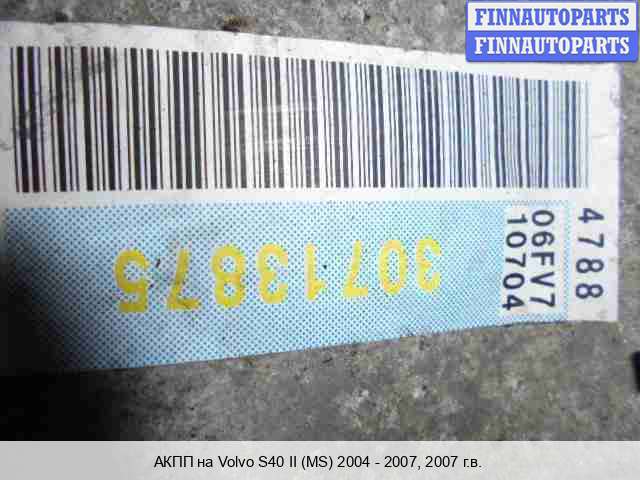 FINNAUTOPARTS
FINNAUTOPARTS
4788
06FV7
10704
30713875
АКПП на Volvo S40 II (MS) 2004 - 2007, 2007 г.в.